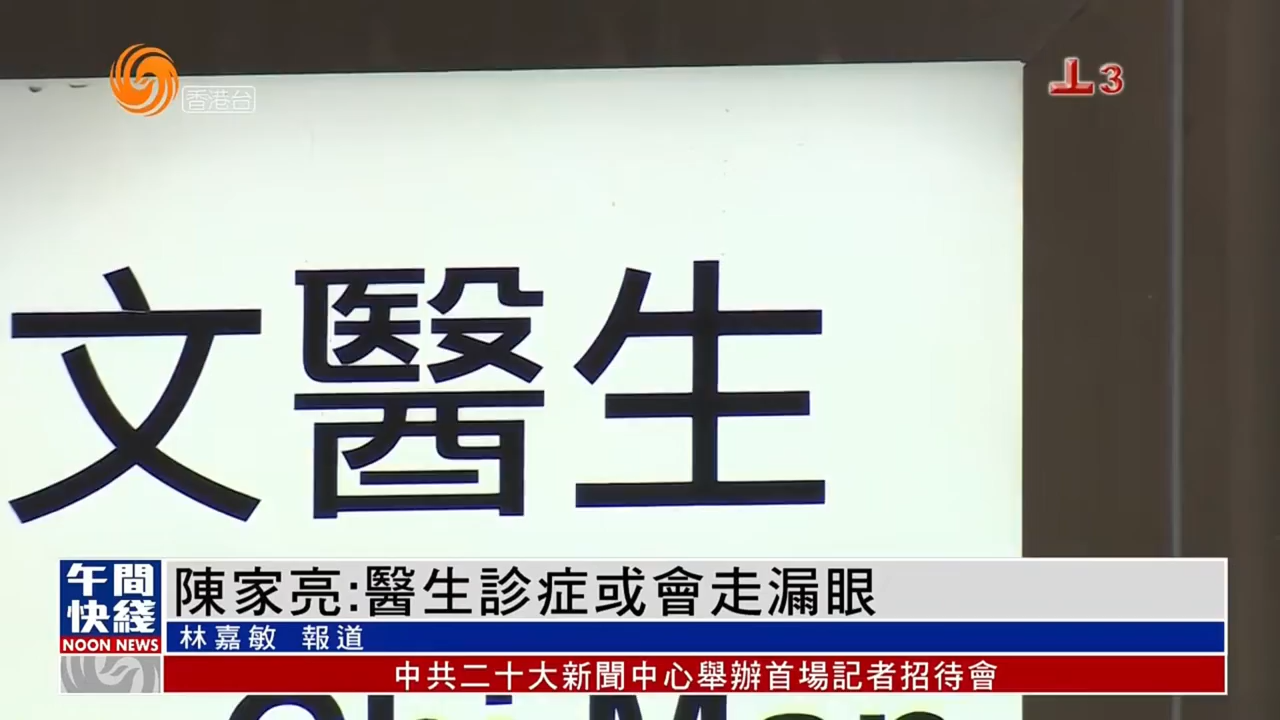 香港台
3
文醫生
午間快綫
NOON NEWS
陳家亮:醫生診症或會走漏眼
林嘉敏 報道
中共二十大新聞中心舉辦首場記者招待會